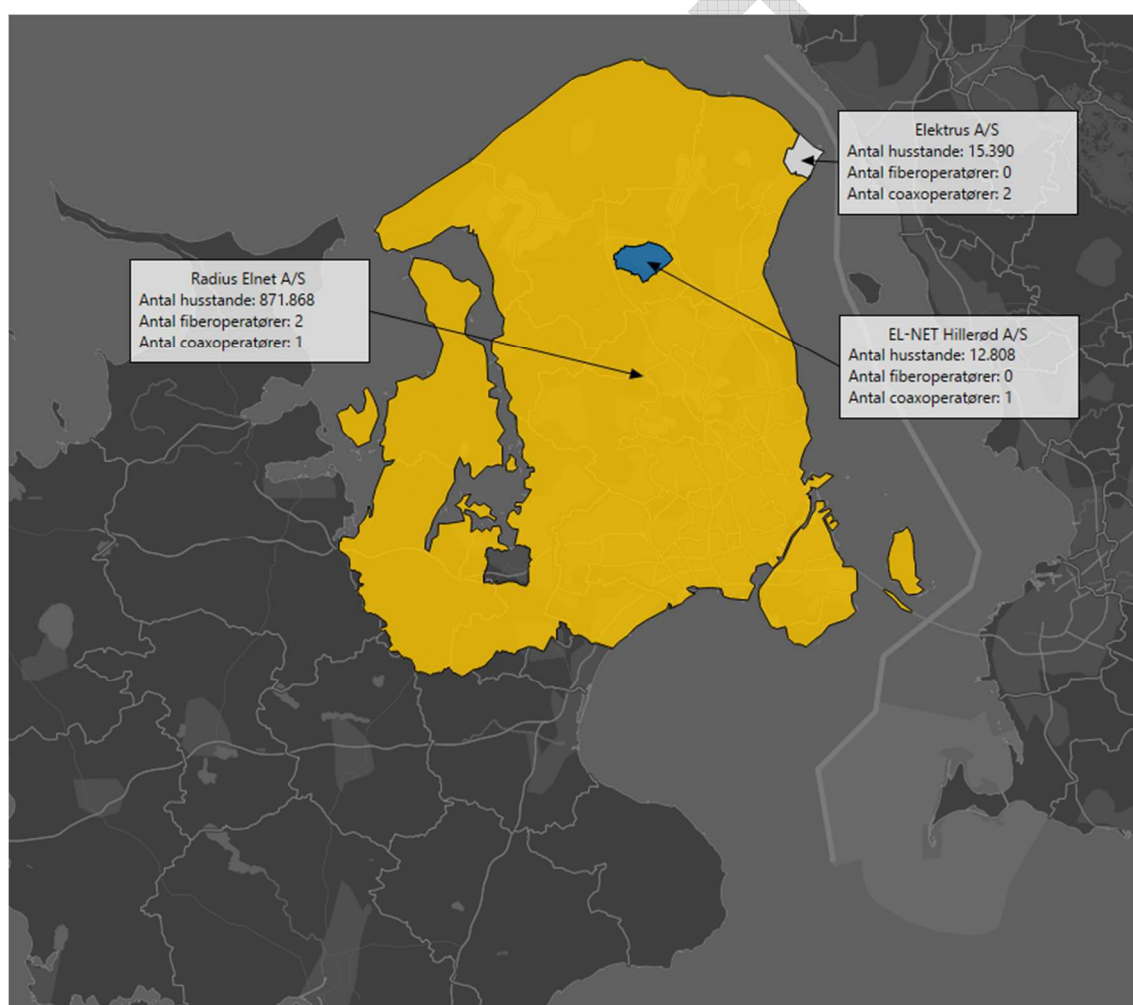 Elektrus A/S
Antal husstande: 15.390
Antal fiberoperatører: 0
Antal coaxoperatører: 2
Radius Elnet A/S
Antal husstande: 871.868
Antal fiberoperatører: 2
Antal coaxoperatører: 1
EL-NET Hillerød A/S
Antal husstande: 12.808
Antal fiberoperatører: 0
Antal coaxoperatører: 1